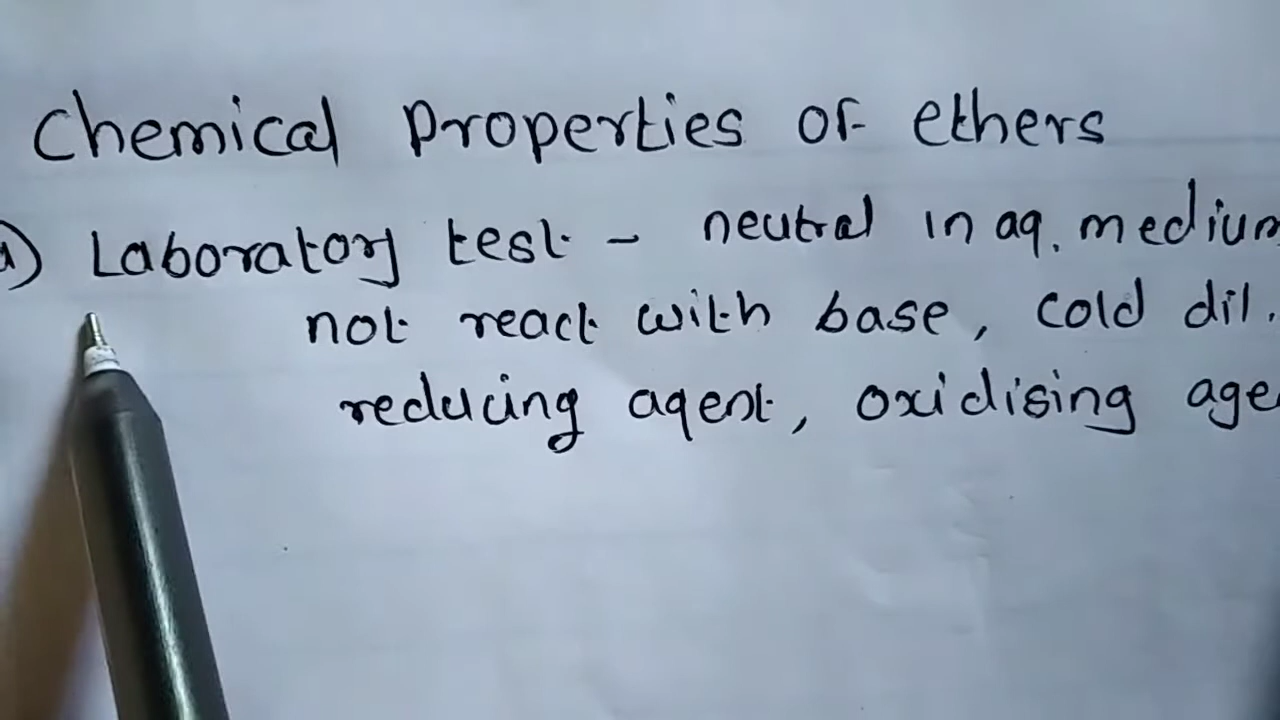 Chemical Properties of ethers
a) Laboratory test - neutral in aq. medium
not react with base, cold dil.
reducing agent, oxidising age